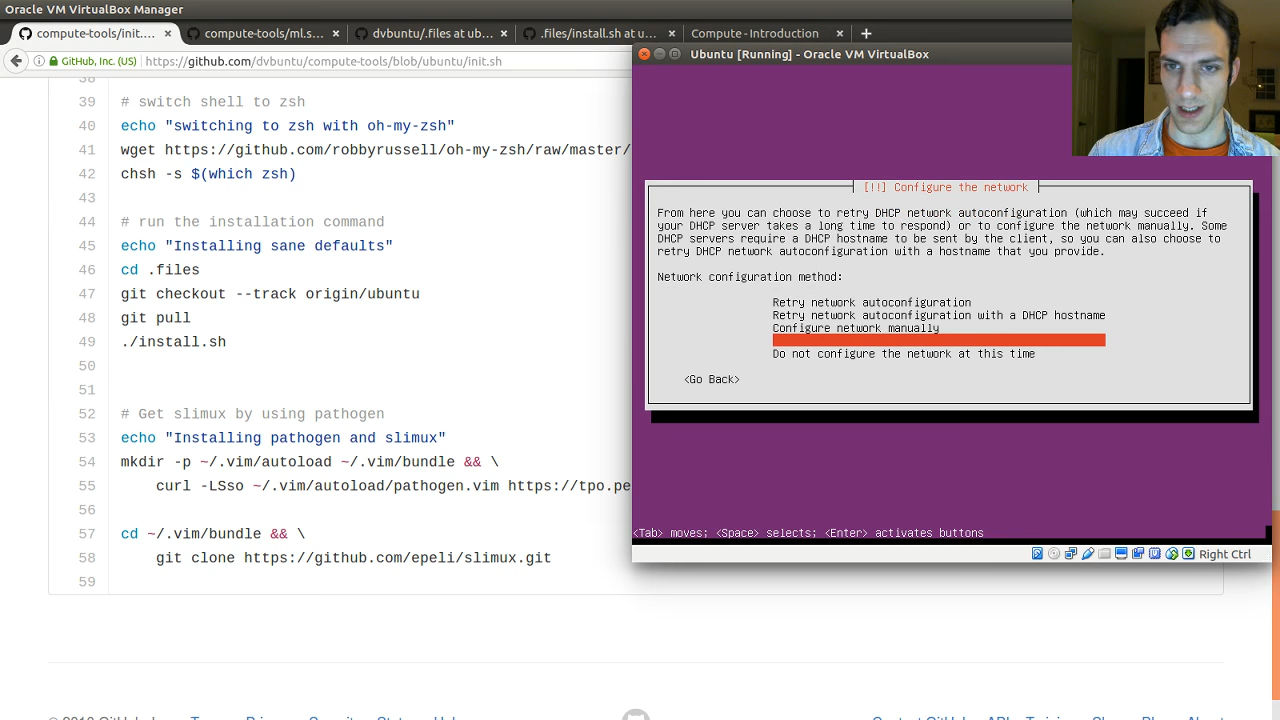 Oracle VM VirtualBox Manager
compute-tools/init.... × compute-tools/ml.s... × dvbuntu/.files at ub... × .files/install.sh at u... × Compute - Introduction × +
GitHub, Inc. (US) https://github.com/dvbuntu/compute-tools/blob/ubuntu/init.sh
Ubuntu [Running] - Oracle VM VirtualBox
38
39 # switch shell to zsh
40 echo "switching to zsh with oh-my-zsh"
41 wget https://github.com/robbyrussell/oh-my-zsh/raw/master/
42 chsh -s $(which zsh)
43
44 # run the installation command
45 echo "Installing sane defaults"
46 cd .files
47 git checkout --track origin/ubuntu
48 git pull
49 ./install.sh
50
51
52 # Get slimux by using pathogen
53 echo "Installing pathogen and slimux"
54 mkdir -p ~/.vim/autoload ~/.vim/bundle && \
55 curl -LSso ~/.vim/autoload/pathogen.vim https://tpo.pe
56
57 cd ~/.vim/bundle && \
58 git clone https://github.com/epeli/slimux.git
59
[!!] Configure the network
From here you can choose to retry DHCP network autoconfiguration (which may succeed if
your DHCP server takes a long time to respond) or to configure the network manually. Some
DHCP servers require a DHCP hostname to be sent by the client, so you can also choose to
retry DHCP network autoconfiguration with a hostname that you provide.
Network configuration method:
Retry network autoconfiguration
Retry network autoconfiguration with a DHCP hostname
Configure network manually
Do not configure the network at this time
<Go Back>
<Tab> moves; <Space> selects; <Enter> activates buttons
Right Ctrl